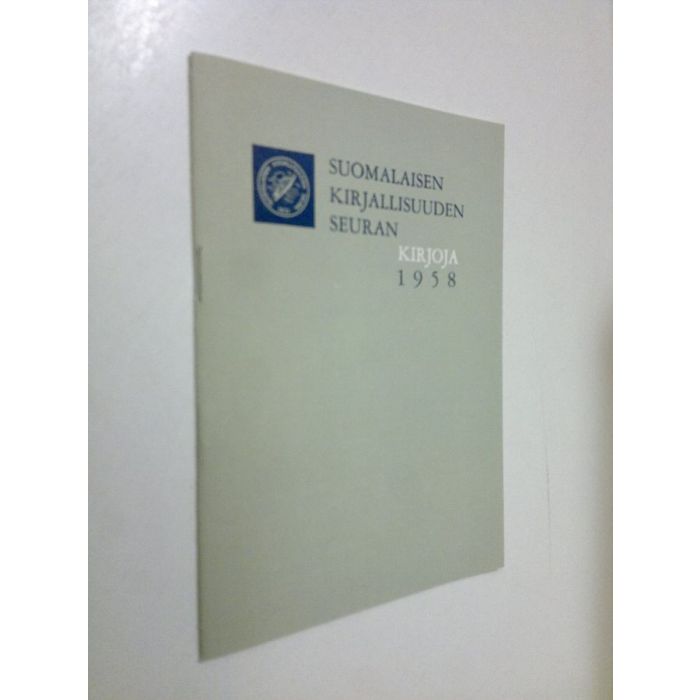 SUOMALAISEN
KIRJALLISUUDEN
SEURAN
KIRJOJA
1958